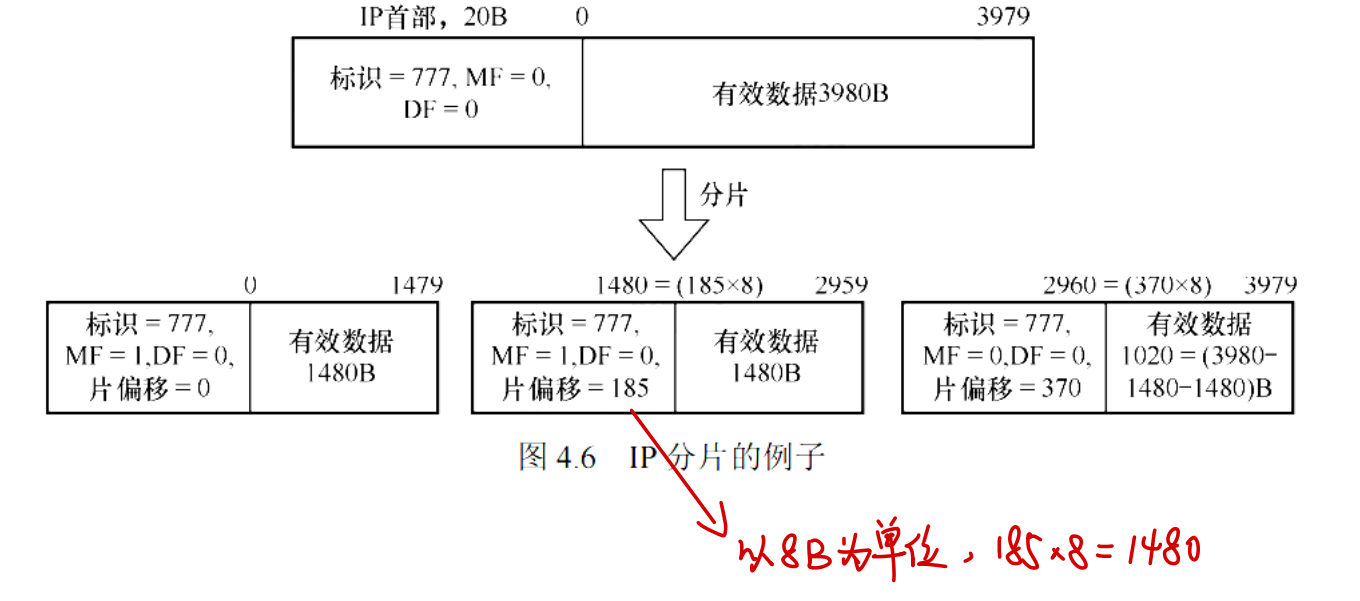 IP首部，20B 0 3979
标识 = 777, MF = 0,
DF = 0
有效数据3980B
分片
0 1479
标识 = 777,
MF = 1,DF = 0,
片偏移 = 0
有效数据
1480B
1480 = (185×8) 2959
标识 = 777,
MF = 1,DF = 0,
片偏移 = 185
有效数据
1480B
2960 = (370×8) 3979
标识 = 777,
MF = 0,DF = 0,
片偏移 = 370
有效数据
1020 = (3980-
1480-1480)B
图 4.6 IP 分片的例子
以8B为单位，185×8=1480